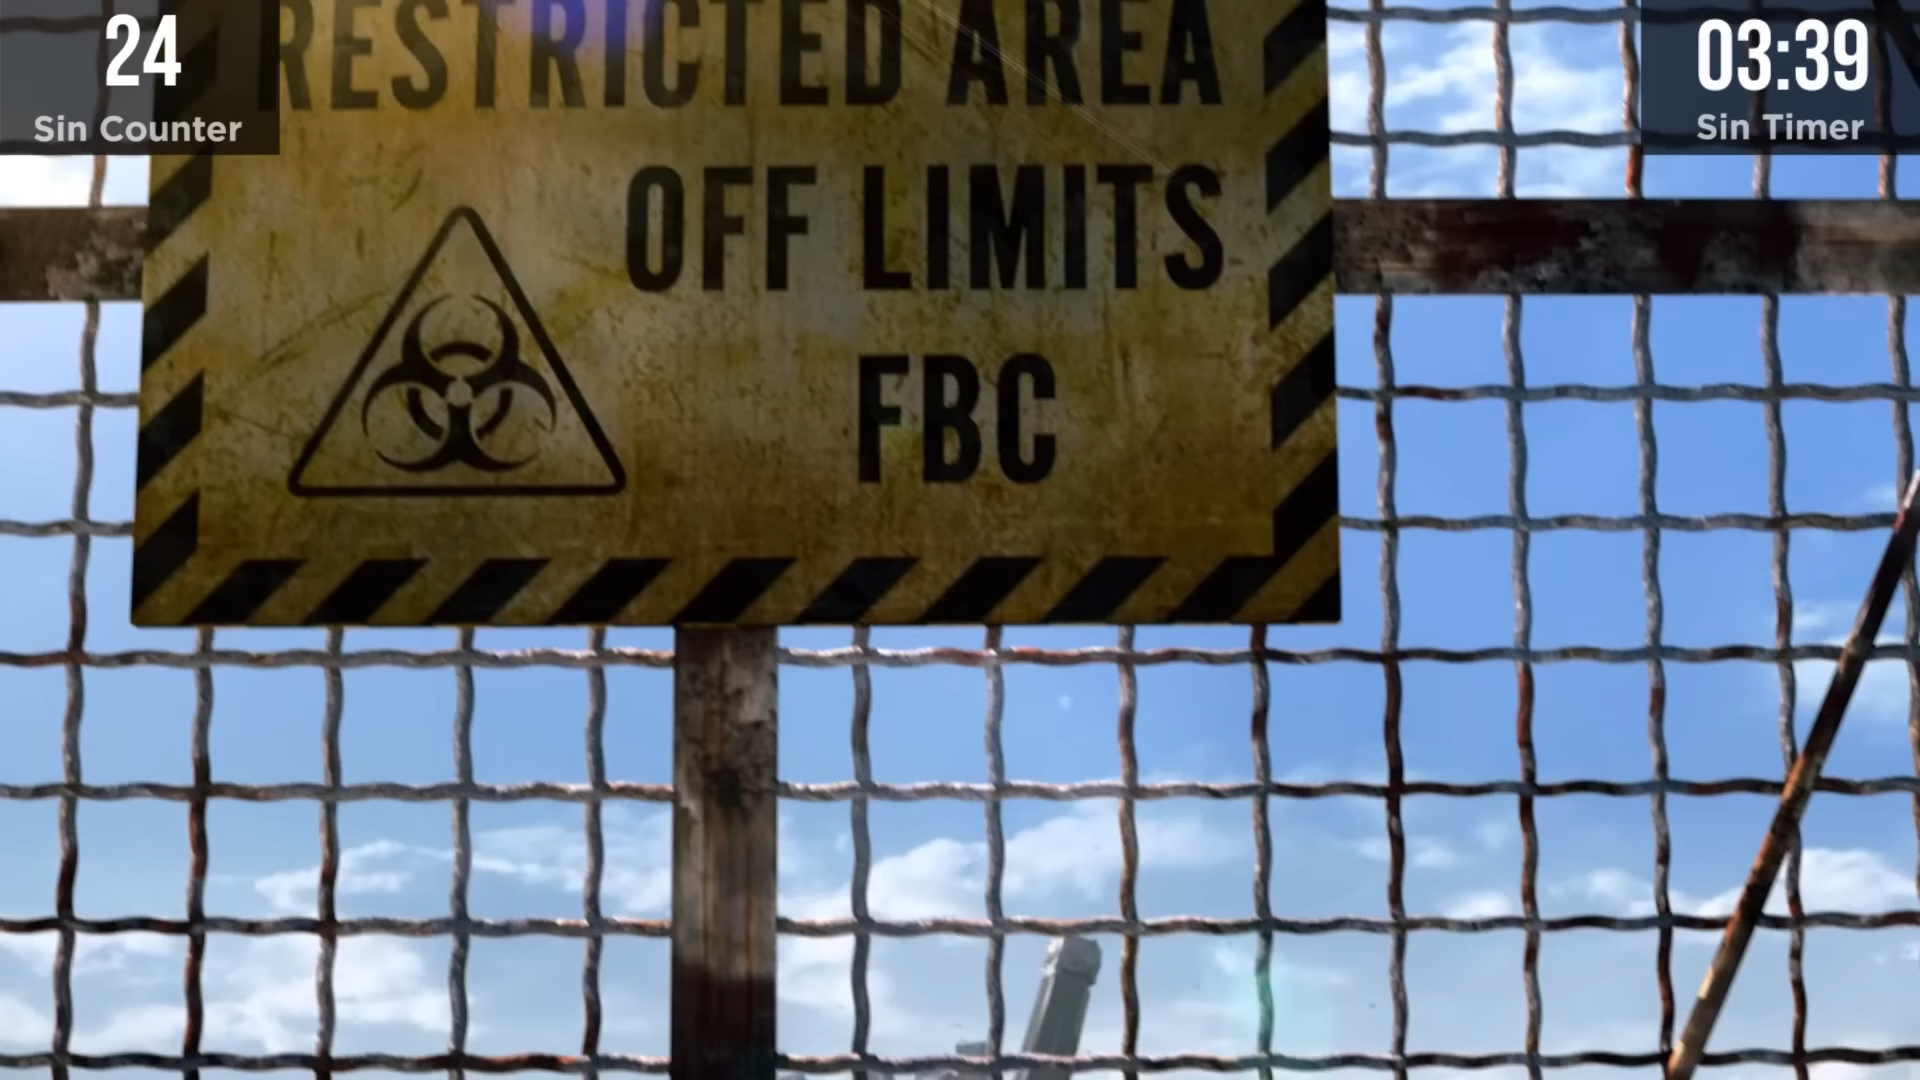 24
Sin Counter
03:39
Sin Timer
RESTRICTED AREA
OFF LIMITS
FBC